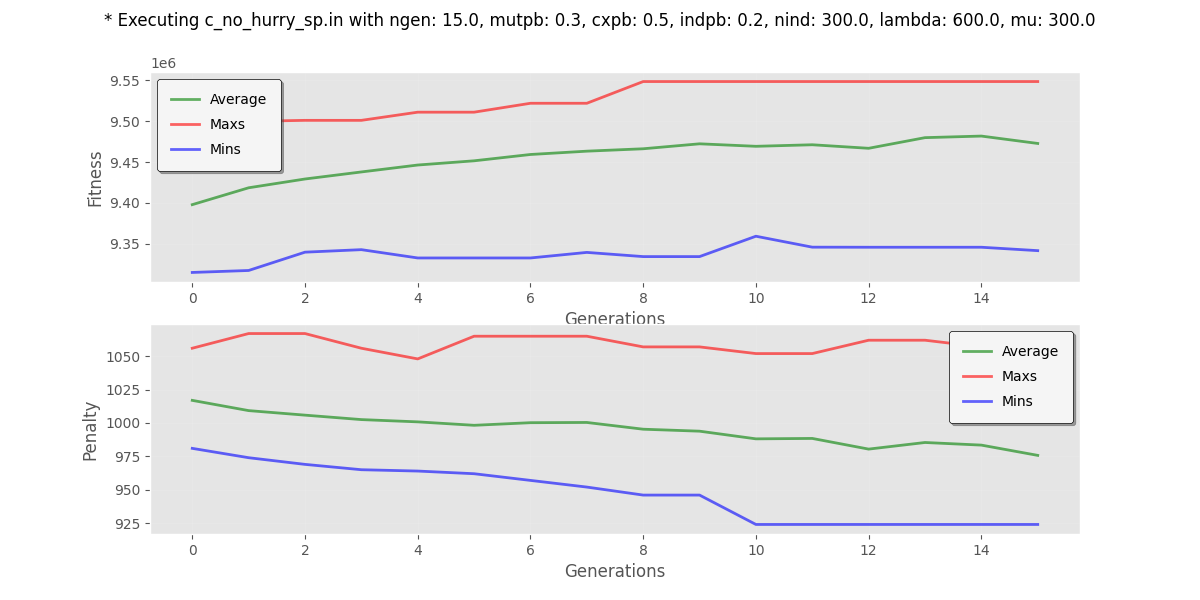 * Executing c_no_hurry_sp.in with ngen: 15.0, mutpb: 0.3, cxpb: 0.5, indpb: 0.2, nind: 300.0, lambda: 600.0, mu: 300.0
1e6
9.55
9.50
9.45
9.40
9.35
Fitness
Average
Maxs
Mins
0 2 4 6 8 10 12 14
Generations
1050
1025
1000
975
950
925
Penalty
Average
Maxs
Mins
0 2 4 6 8 10 12 14
Generations